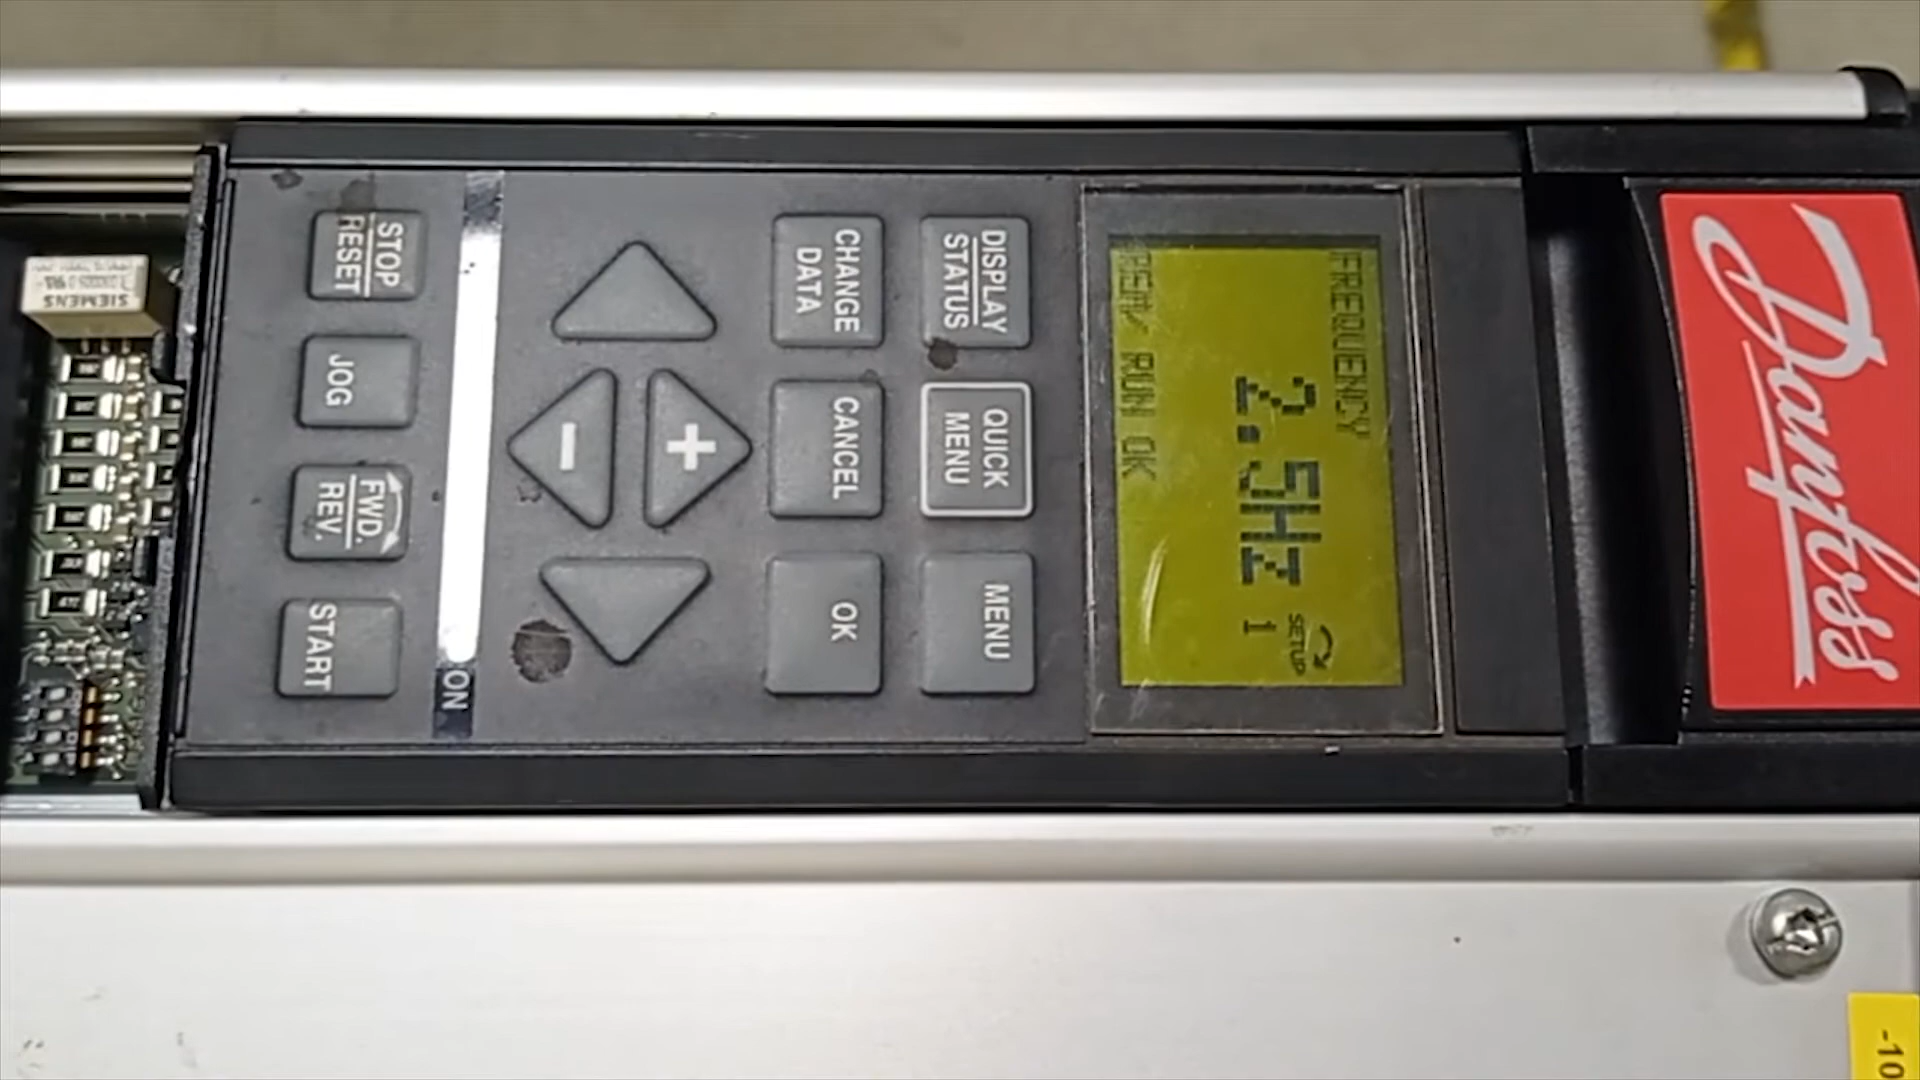 Danfoss
FREQUENCY
2.5Hz
SETUP
1
REM/ RUN OK
DISPLAY
STATUS
QUICK
MENU
MENU
CHANGE
DATA
CANCEL
OK
-
+
ON
STOP
RESET
JOG
FWD.
REV.
START
SIEMENS
-10